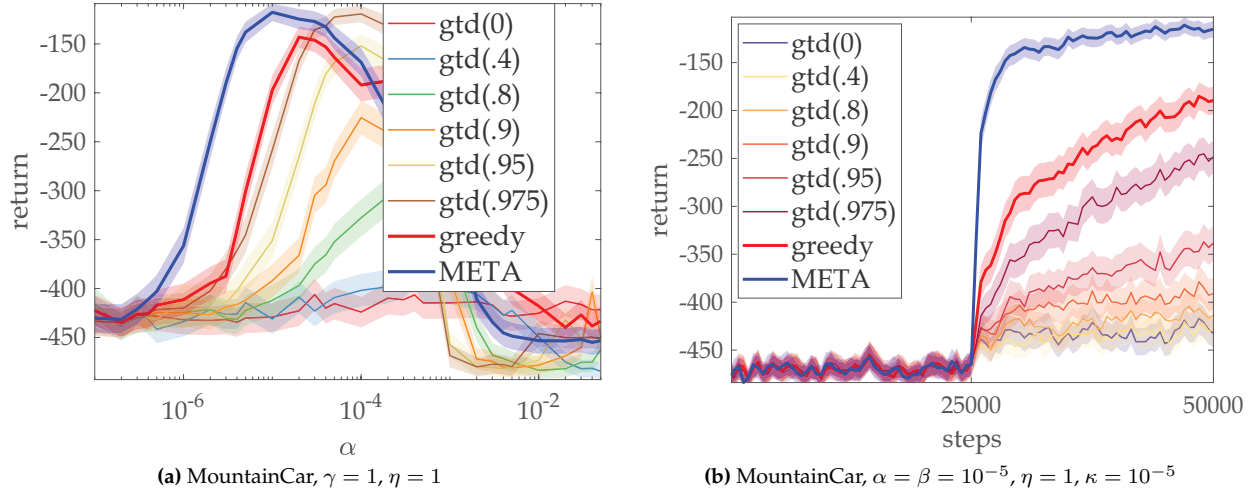 -150
-200
-250
-300
-350
-400
-450
return
10⁻⁶
10⁻⁴
10⁻²
α
gtd(0)
gtd(.4)
gtd(.8)
gtd(.9)
gtd(.95)
gtd(.975)
greedy
META
(a) MountainCar, γ = 1, η = 1
-150
-200
-250
-300
-350
-400
-450
return
25000
50000
steps
gtd(0)
gtd(.4)
gtd(.8)
gtd(.9)
gtd(.95)
gtd(.975)
greedy
META
(b) MountainCar, α = β = 10⁻⁵, η = 1, κ = 10⁻⁵